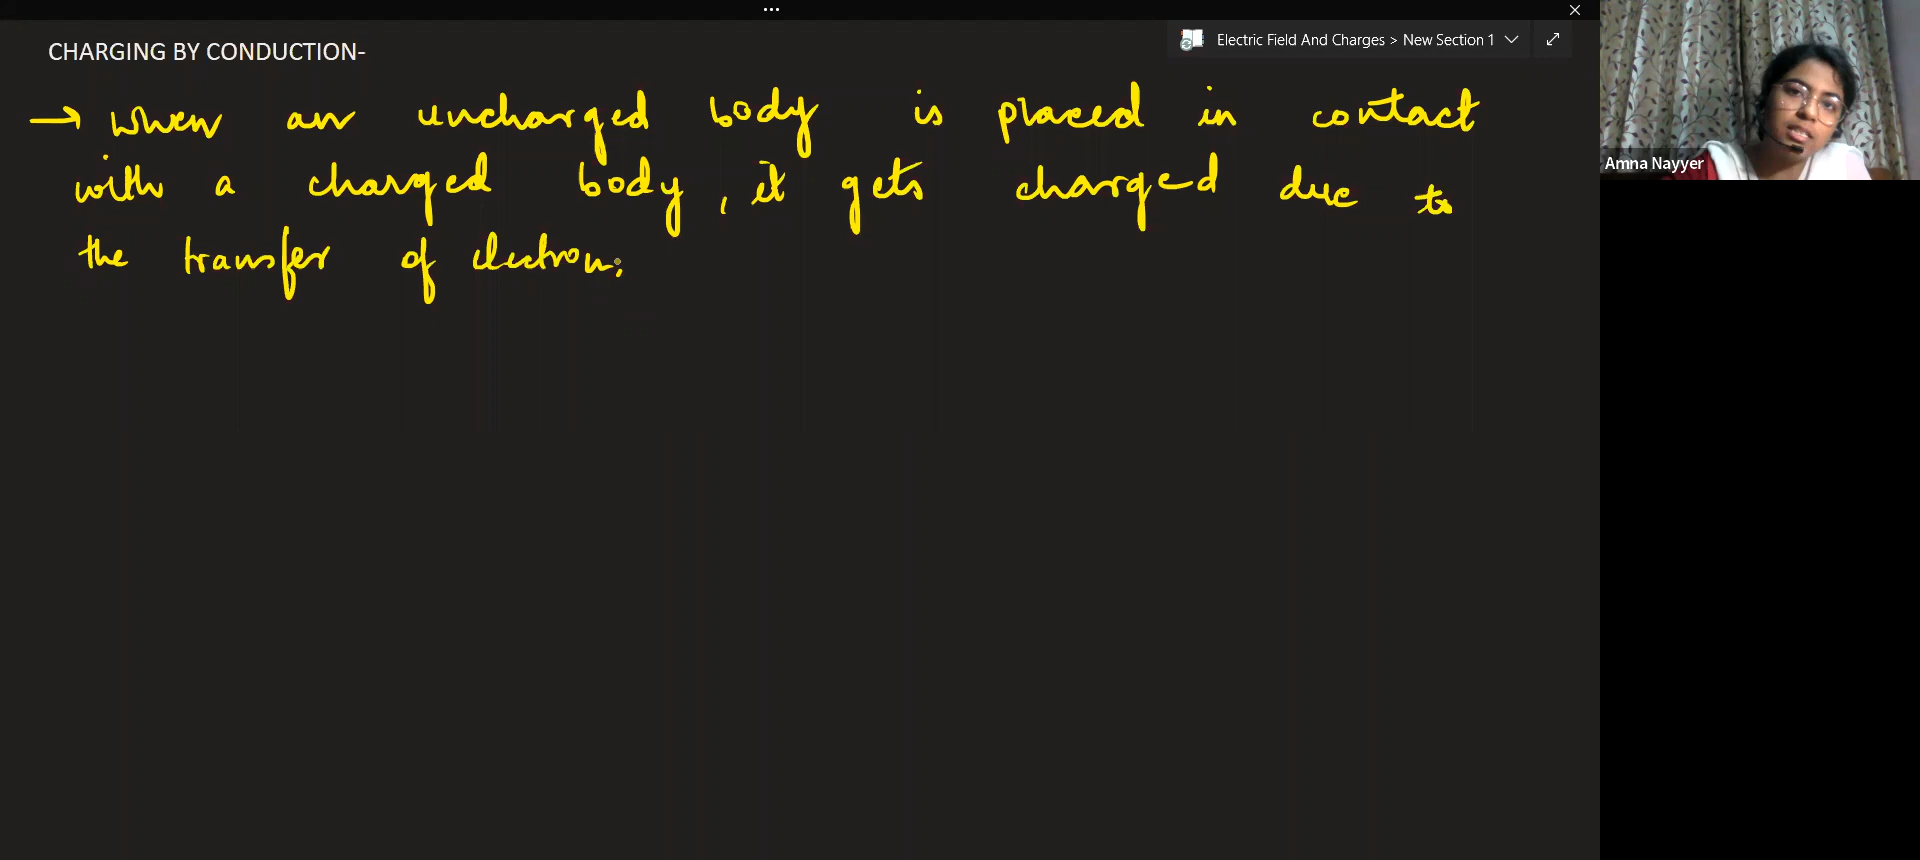 CHARGING BY CONDUCTION-
Electric Field And Charges > New Section 1
→ When an uncharged body is placed in contact
with a charged body, it gets charged due to
the transfer of electron;
Amna Nayyer